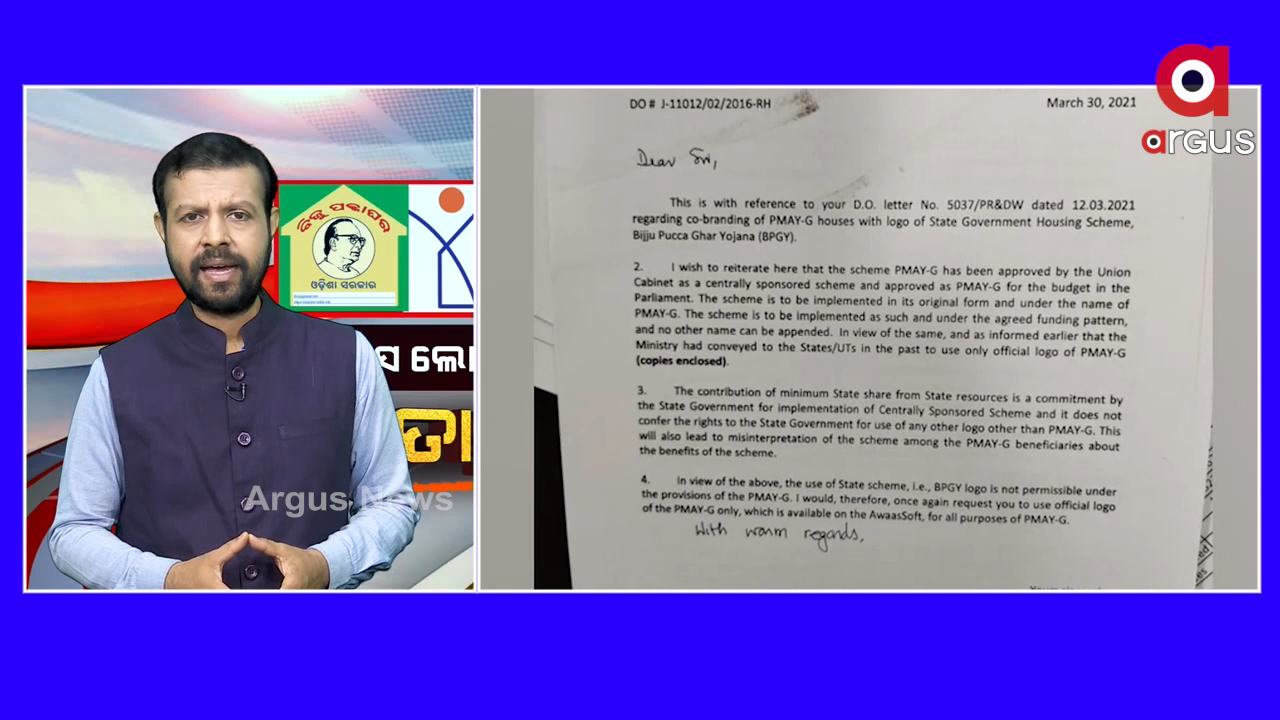 argus
ବିଜୁ ପକ୍କାଘର
ଓଡ଼ିଶା ସରକାର
ସ ଲୋ
ତା
Argus News
DO # J-11012/02/2016-RH
March 30, 2021
Dear Sri,
This is with reference to your D.O. letter No. 5037/PR&DW dated 12.03.2021
regarding co-branding of PMAY-G houses with logo of State Government Housing Scheme,
Bijju Pucca Ghar Yojana (BPGY).
2. I wish to reiterate here that the scheme PMAY-G has been approved by the Union
Cabinet as a centrally sponsored scheme and approved as PMAY-G for the budget in the
Parliament. The scheme is to be implemented in its original form and under the name of
PMAY-G. The scheme is to be implemented as such and under the agreed funding pattern,
and no other name can be appended. In view of the same, and as informed earlier that the
Ministry had conveyed to the States/UTs in the past to use only official logo of PMAY-G
(copies enclosed).
3. The contribution of minimum State share from State resources is a commitment by
the State Government for implementation of Centrally Sponsored Scheme and it does not
confer the rights to the State Government for use of any other logo other than PMAY-G. This
will also lead to misinterpretation of the scheme among the PMAY-G beneficiaries about
the benefits of the scheme.
4. In view of the above, the use of State scheme, i.e., BPGY logo is not permissible under
the provisions of the PMAY-G. I would, therefore, once again request you to use official logo
of the PMAY-G only, which is available on the AwaasSoft, for all purposes of PMAY-G.
With warm regards,